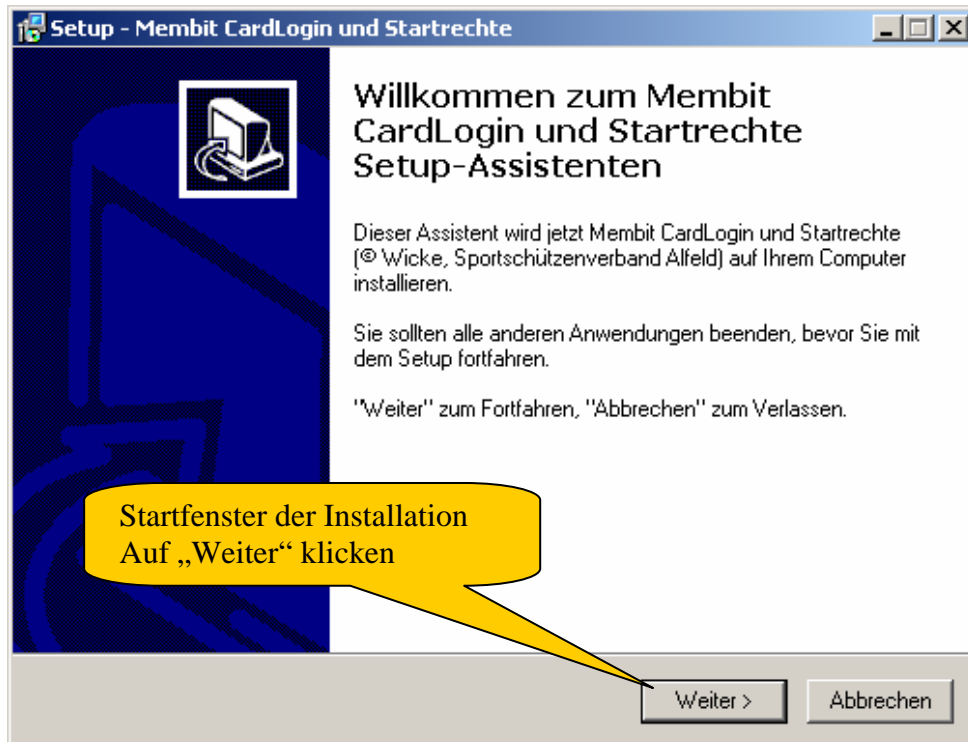 Setup - Membit CardLogin und Startrechte
Willkommen zum Membit
CardLogin und Startrechte
Setup-Assistenten
Dieser Assistent wird jetzt Membit CardLogin und Startrechte
(© Wicke, Sportschützenverband Alfeld) auf Ihrem Computer
installieren.
Sie sollten alle anderen Anwendungen beenden, bevor Sie mit
dem Setup fortfahren.
"Weiter" zum Fortfahren, "Abbrechen" zum Verlassen.
Startfenster der Installation
Auf „Weiter“ klicken
Weiter >
Abbrechen